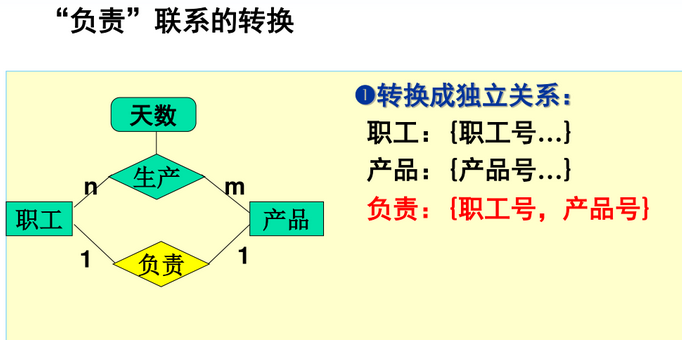 “负责”联系的转换
天数
生产
n
m
职工
产品
1
1
负责
❶转换成独立关系：
职工：{职工号…}
产品：{产品号…}
负责：{职工号，产品号}